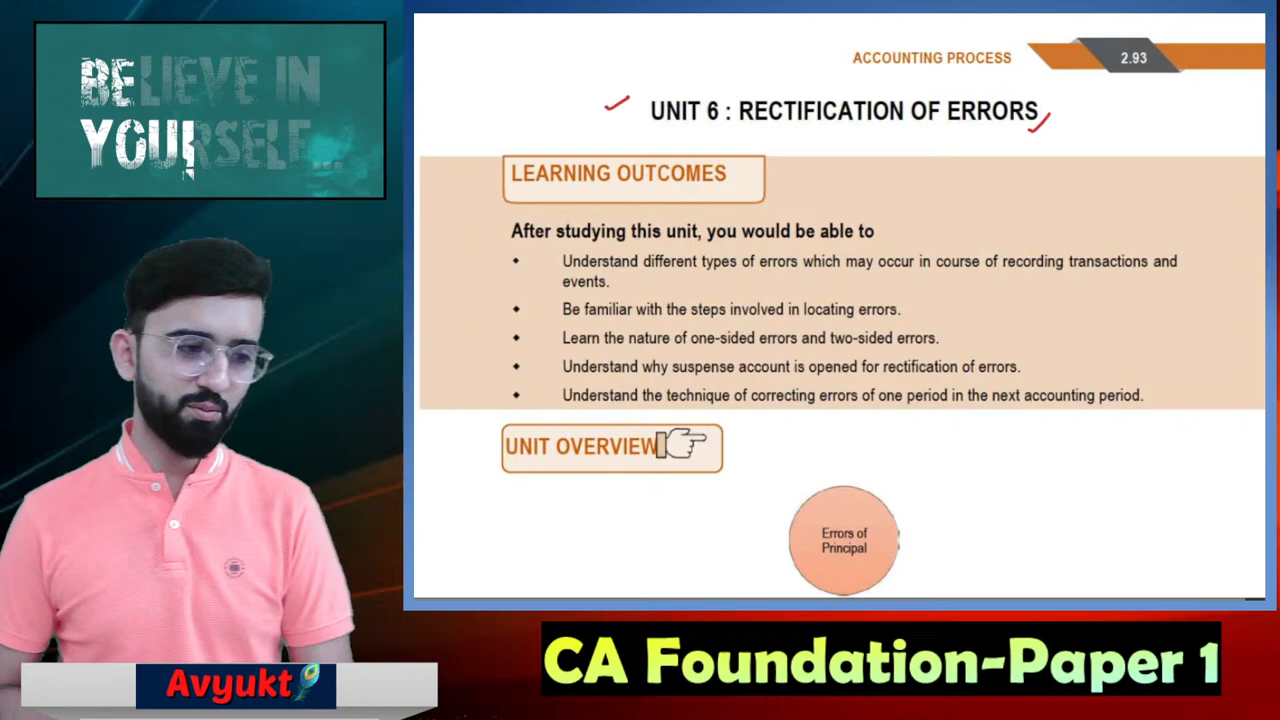 BELIEVE IN
YOURSELF...
ACCOUNTING PROCESS
2.93
UNIT 6 : RECTIFICATION OF ERRORS
LEARNING OUTCOMES
After studying this unit, you would be able to
Understand different types of errors which may occur in course of recording transactions and
events.
Be familiar with the steps involved in locating errors.
Learn the nature of one-sided errors and two-sided errors.
Understand why suspense account is opened for rectification of errors.
Understand the technique of correcting errors of one period in the next accounting period.
UNIT OVERVIEW
Errors of
Principal
Avyukt
CA Foundation-Paper 1